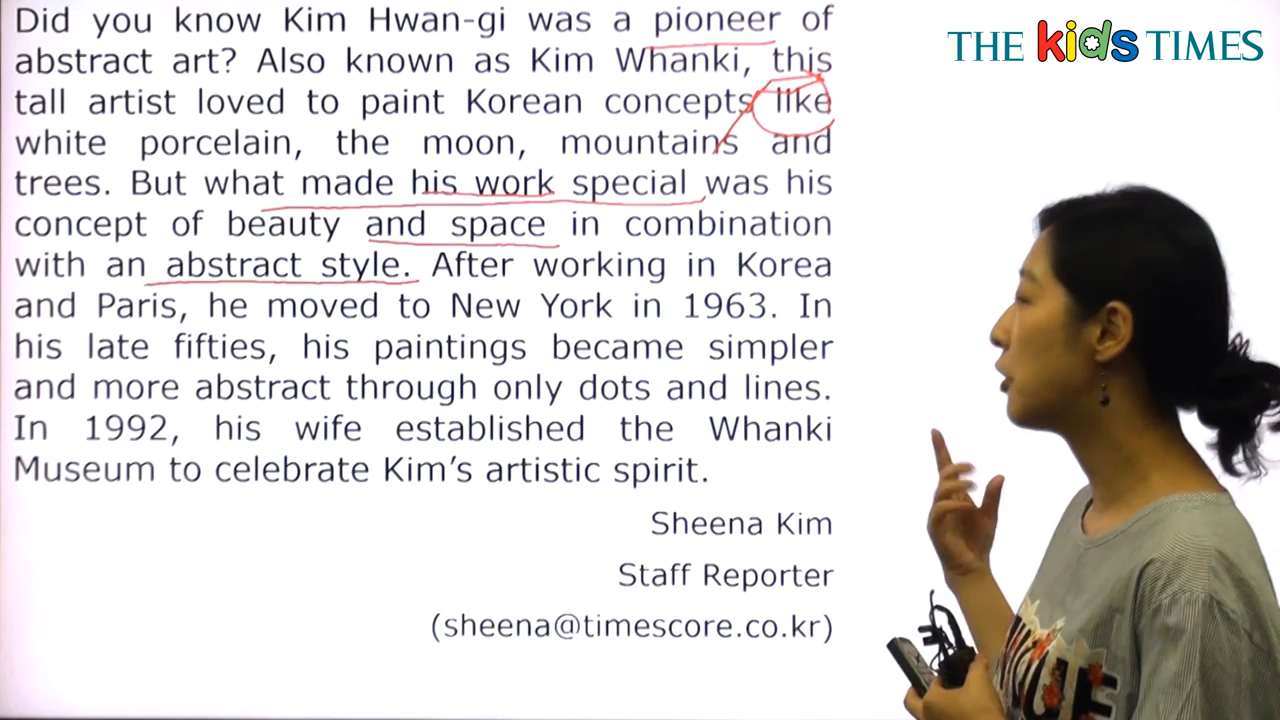 Did you know Kim Hwan-gi was a pioneer of
abstract art? Also known as Kim Whanki, this
tall artist loved to paint Korean concepts like
white porcelain, the moon, mountains and
trees. But what made his work special was his
concept of beauty and space in combination
with an abstract style. After working in Korea
and Paris, he moved to New York in 1963. In
his late fifties, his paintings became simpler
and more abstract through only dots and lines.
In 1992, his wife established the Whanki
Museum to celebrate Kim's artistic spirit.
Sheena Kim
Staff Reporter
(sheena@timescore.co.kr)
THE kids TIMES